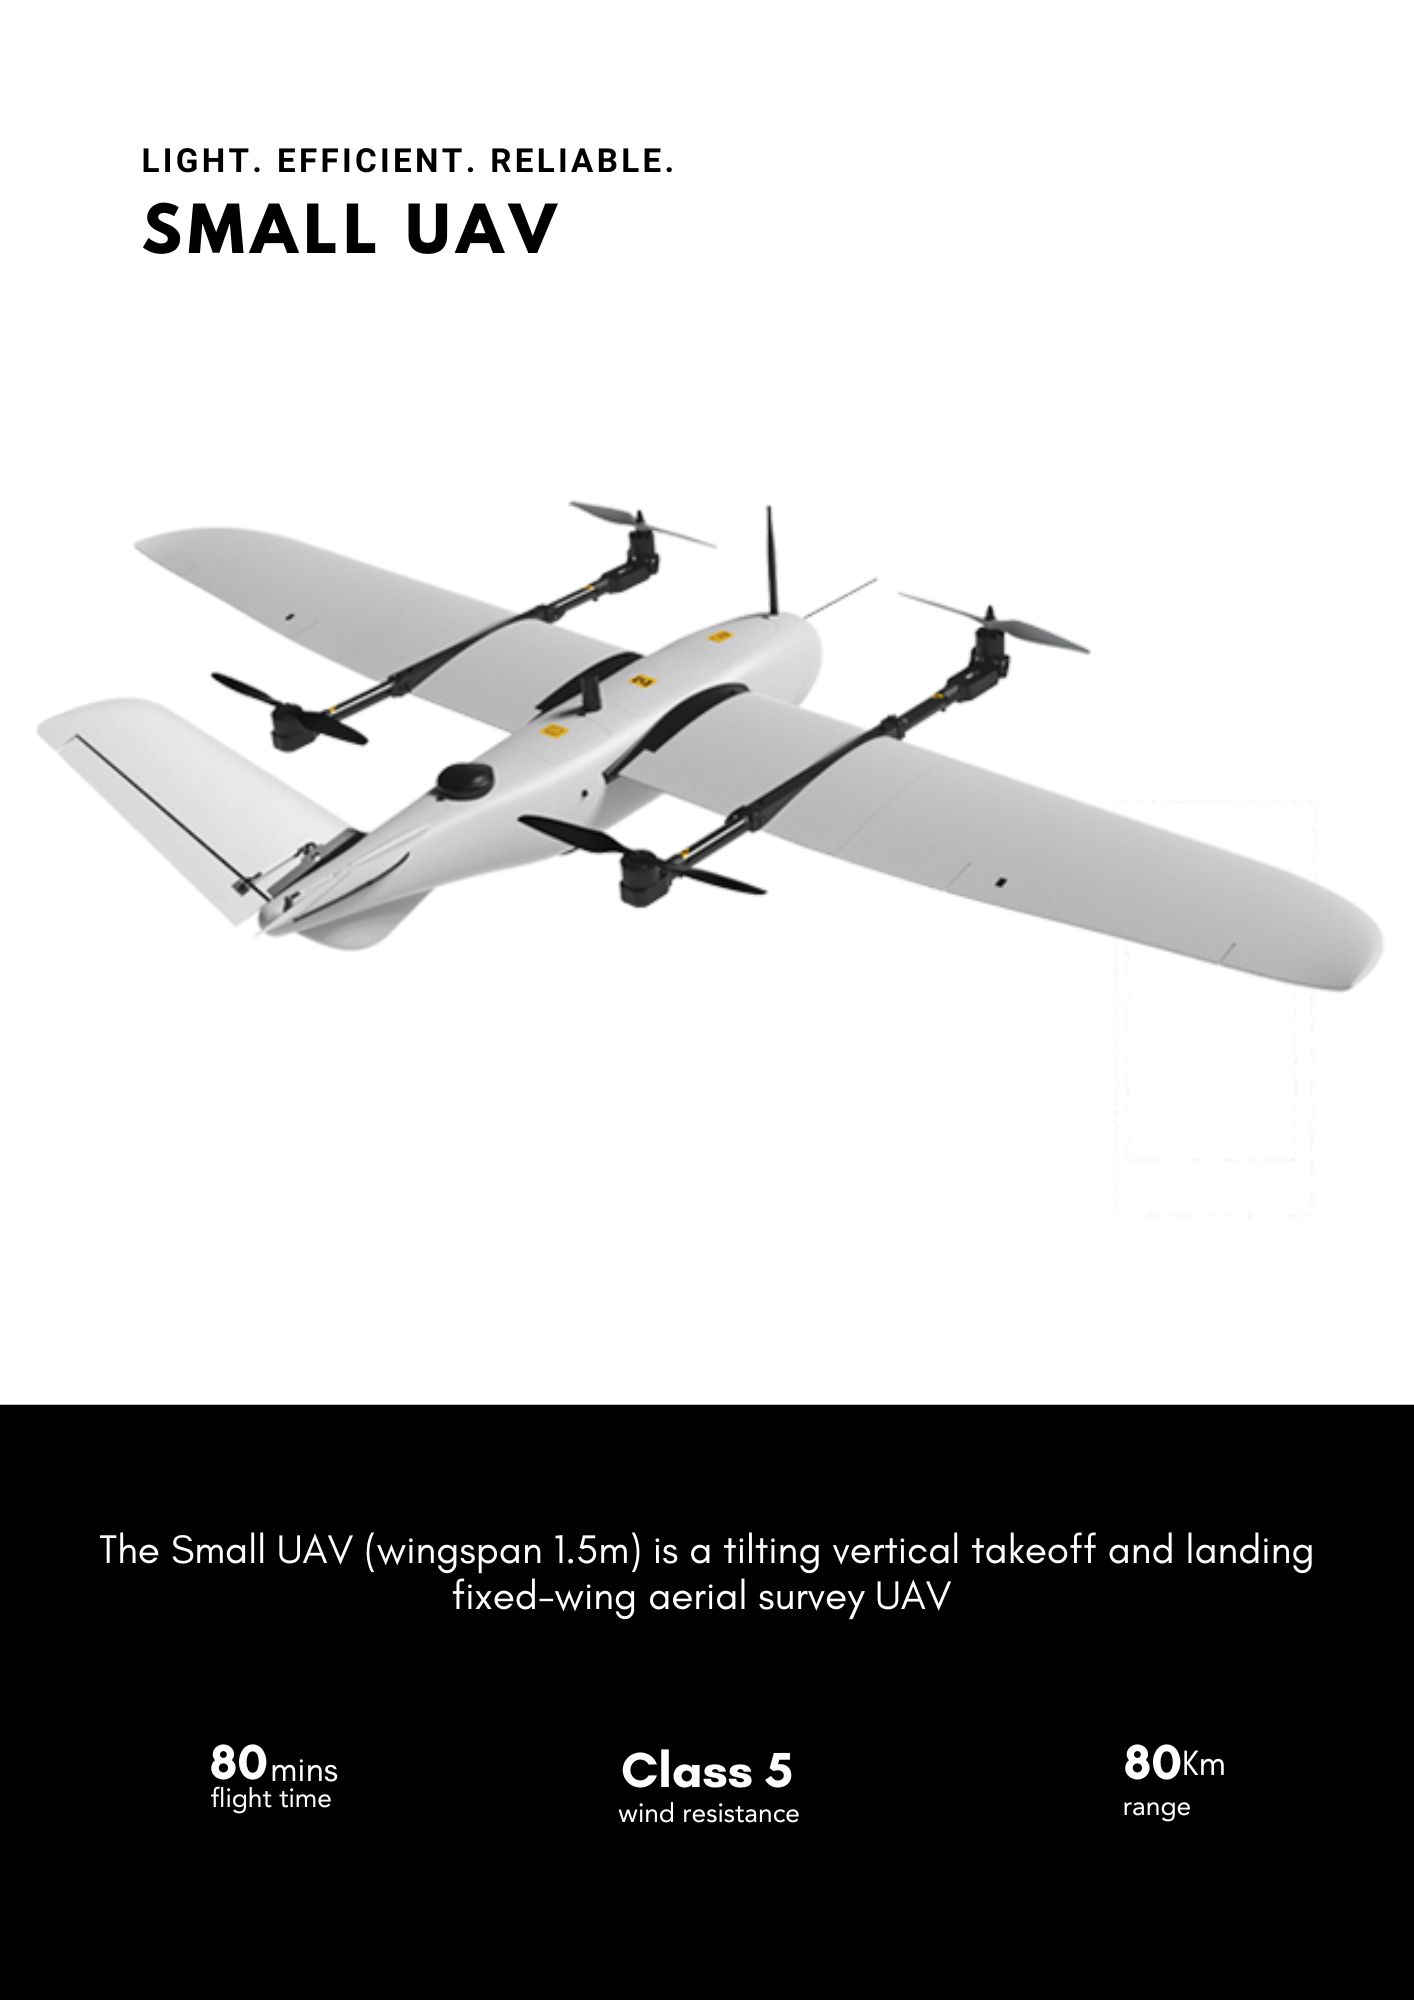 LIGHT. EFFICIENT. RELIABLE.
SMALL UAV
The Small UAV (wingspan 1.5m) is a tilting vertical takeoff and landing
fixed-wing aerial survey UAV
80mins
flight time
Class 5
wind resistance
80Km
range